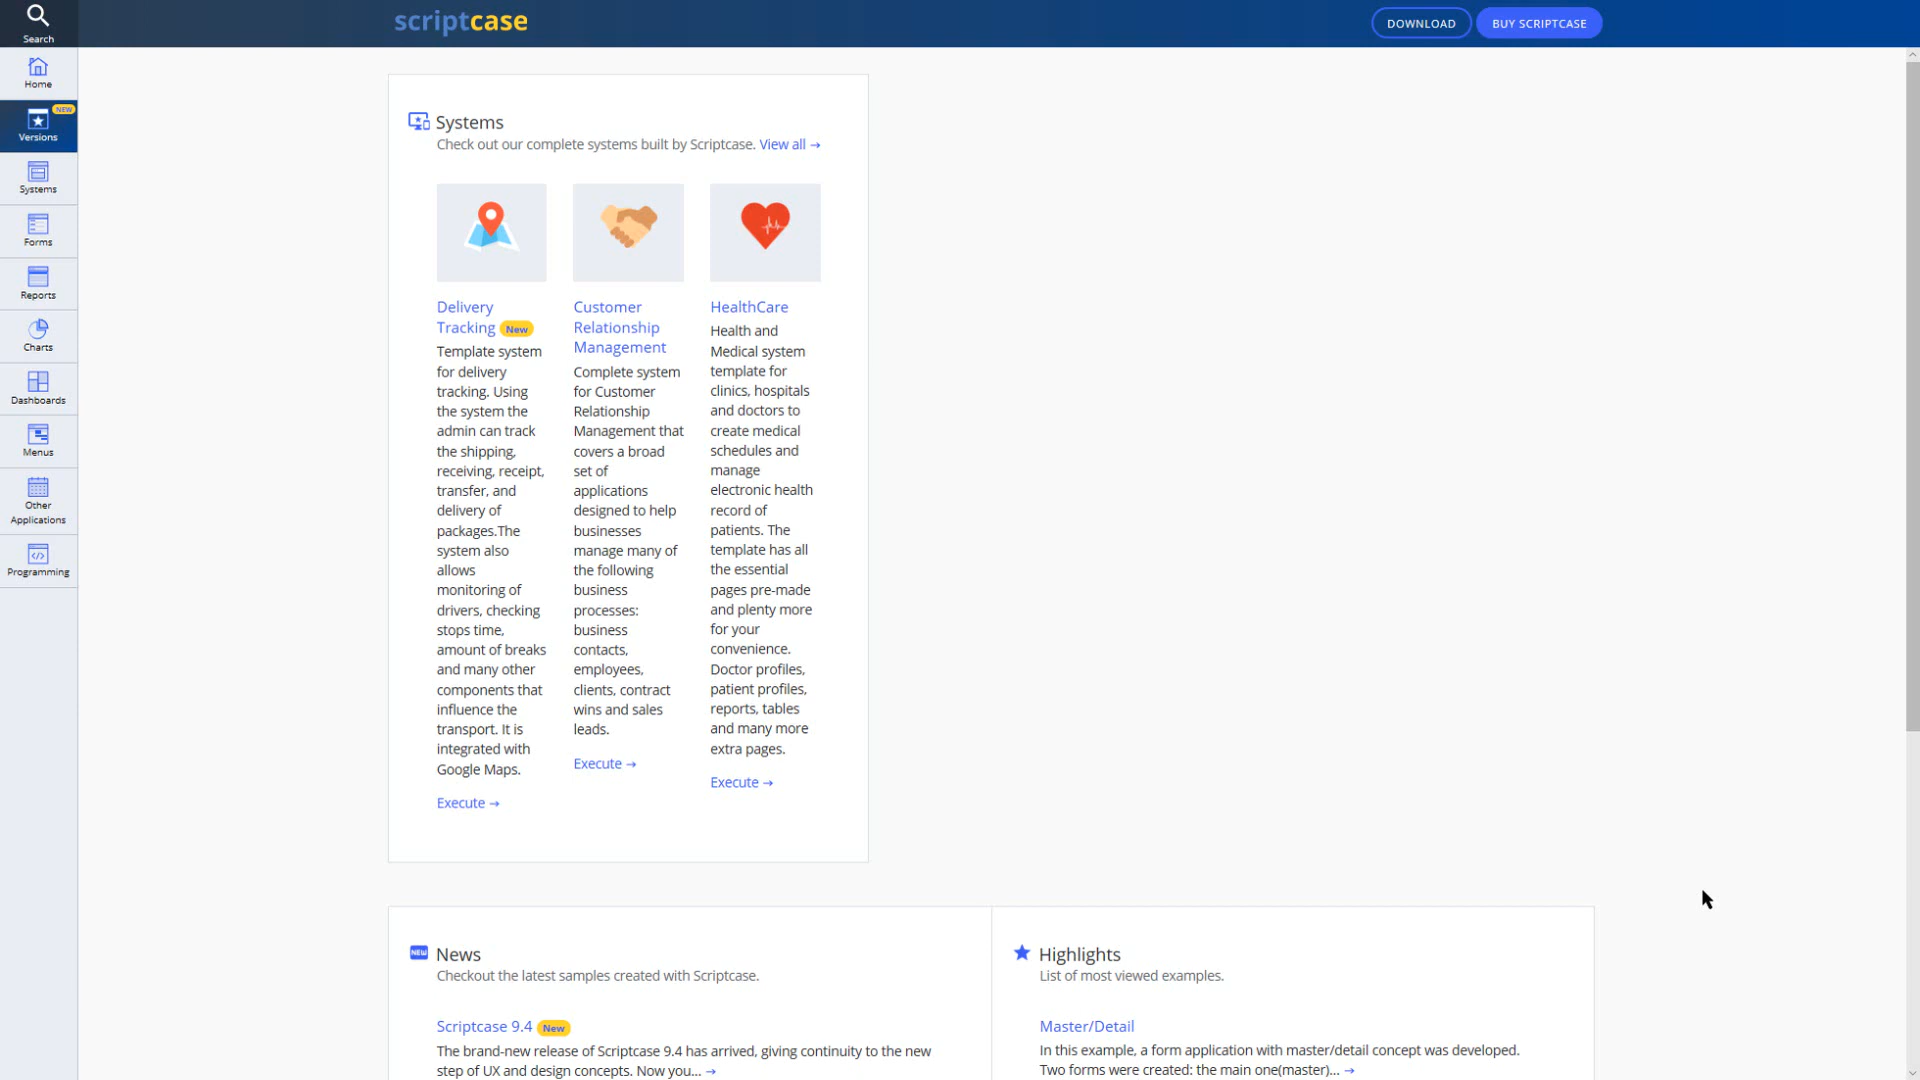 Search
scriptcase
DOWNLOAD
BUY SCRIPTCASE
Home
NEW
Versions
Systems
Forms
Reports
Charts
Dashboards
Menus
Other
Applications
Programming
Systems
Check out our complete systems built by Scriptcase. View all →
Delivery
Tracking New
Template system
for delivery
tracking. Using
the system the
admin can track
the shipping,
receiving, receipt,
transfer, and
delivery of
packages.The
system also
allows
monitoring of
drivers, checking
stops time,
amount of breaks
and many other
components that
influence the
transport. It is
integrated with
Google Maps.
Execute →
Customer
Relationship
Management
Complete system
for Customer
Relationship
Management that
covers a broad
set of
applications
designed to help
businesses
manage many of
the following
business
processes:
business
contacts,
employees,
clients, contract
wins and sales
leads.
Execute →
HealthCare
Health and
Medical system
template for
clinics, hospitals
and doctors to
create medical
schedules and
manage
electronic health
record of
patients. The
template has all
the essential
pages pre-made
and plenty more
for your
convenience.
Doctor profiles,
patient profiles,
reports, tables
and many more
extra pages.
Execute →
NEW
News
Checkout the latest samples created with Scriptcase.
Scriptcase 9.4 New
The brand-new release of Scriptcase 9.4 has arrived, giving continuity to the new
step of UX and design concepts. Now you... →
Highlights
List of most viewed examples.
Master/Detail
In this example, a form application with master/detail concept was developed.
Two forms were created: the main one(master)... →